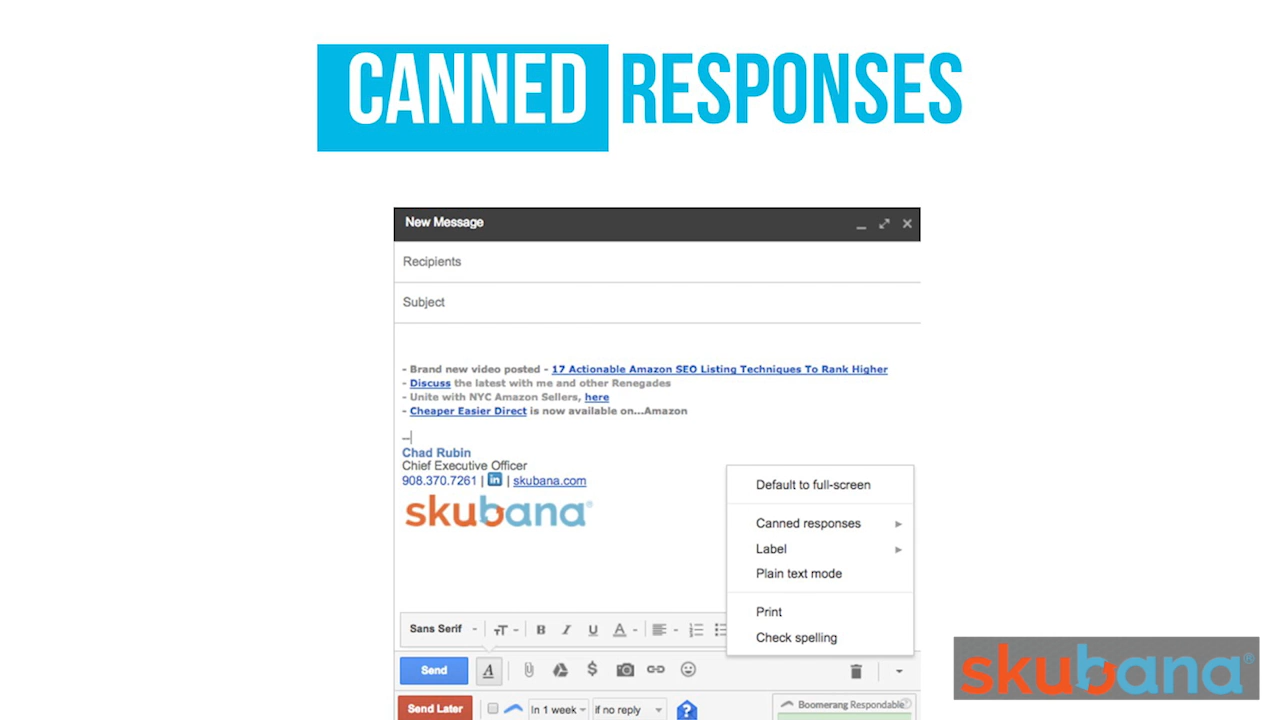 CANNED RESPONSES
New Message
Recipients
Subject
- Brand new video posted - 17 Actionable Amazon SEO Listing Techniques To Rank Higher
- Discuss the latest with me and other Renegades
- Unite with NYC Amazon Sellers, here
- Cheaper Easier Direct is now available on...Amazon
--
Chad Rubin
Chief Executive Officer
908.370.7261 | in | skubana.com
skubana®
Default to full-screen
Canned responses
Label
Plain text mode
Print
Check spelling
Sans Serif
Send
Send Later In 1 week if no reply ? Boomerang Respondable
skubana®